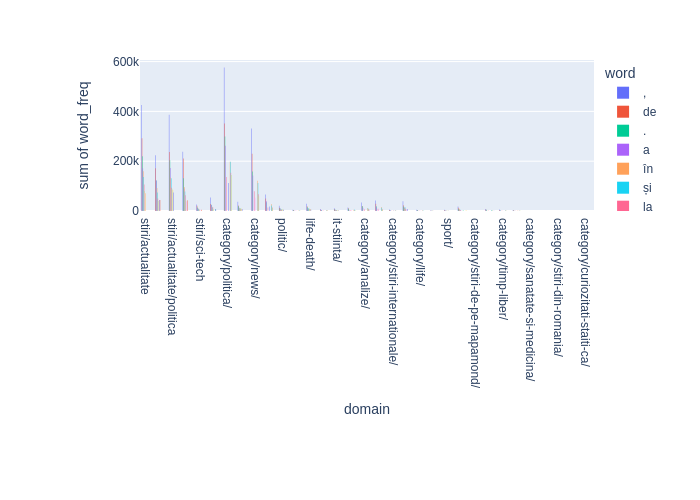 sum of word_freq
600k
400k
200k
0
stiri/actualitate
stiri/actualitate/politica
stiri/sci-tech
category/politica/
category/news/
politic/
life-death/
it-stiinta/
category/analize/
category/stiri-internationale/
category/life/
sport/
category/stiri-de-pe-mapamond/
category/timp-liber/
category/sanatate-si-medicina/
category/stiri-din-romania/
category/curiozitati-staiti-ca/
domain
word
,
de
.
a
în
și
la